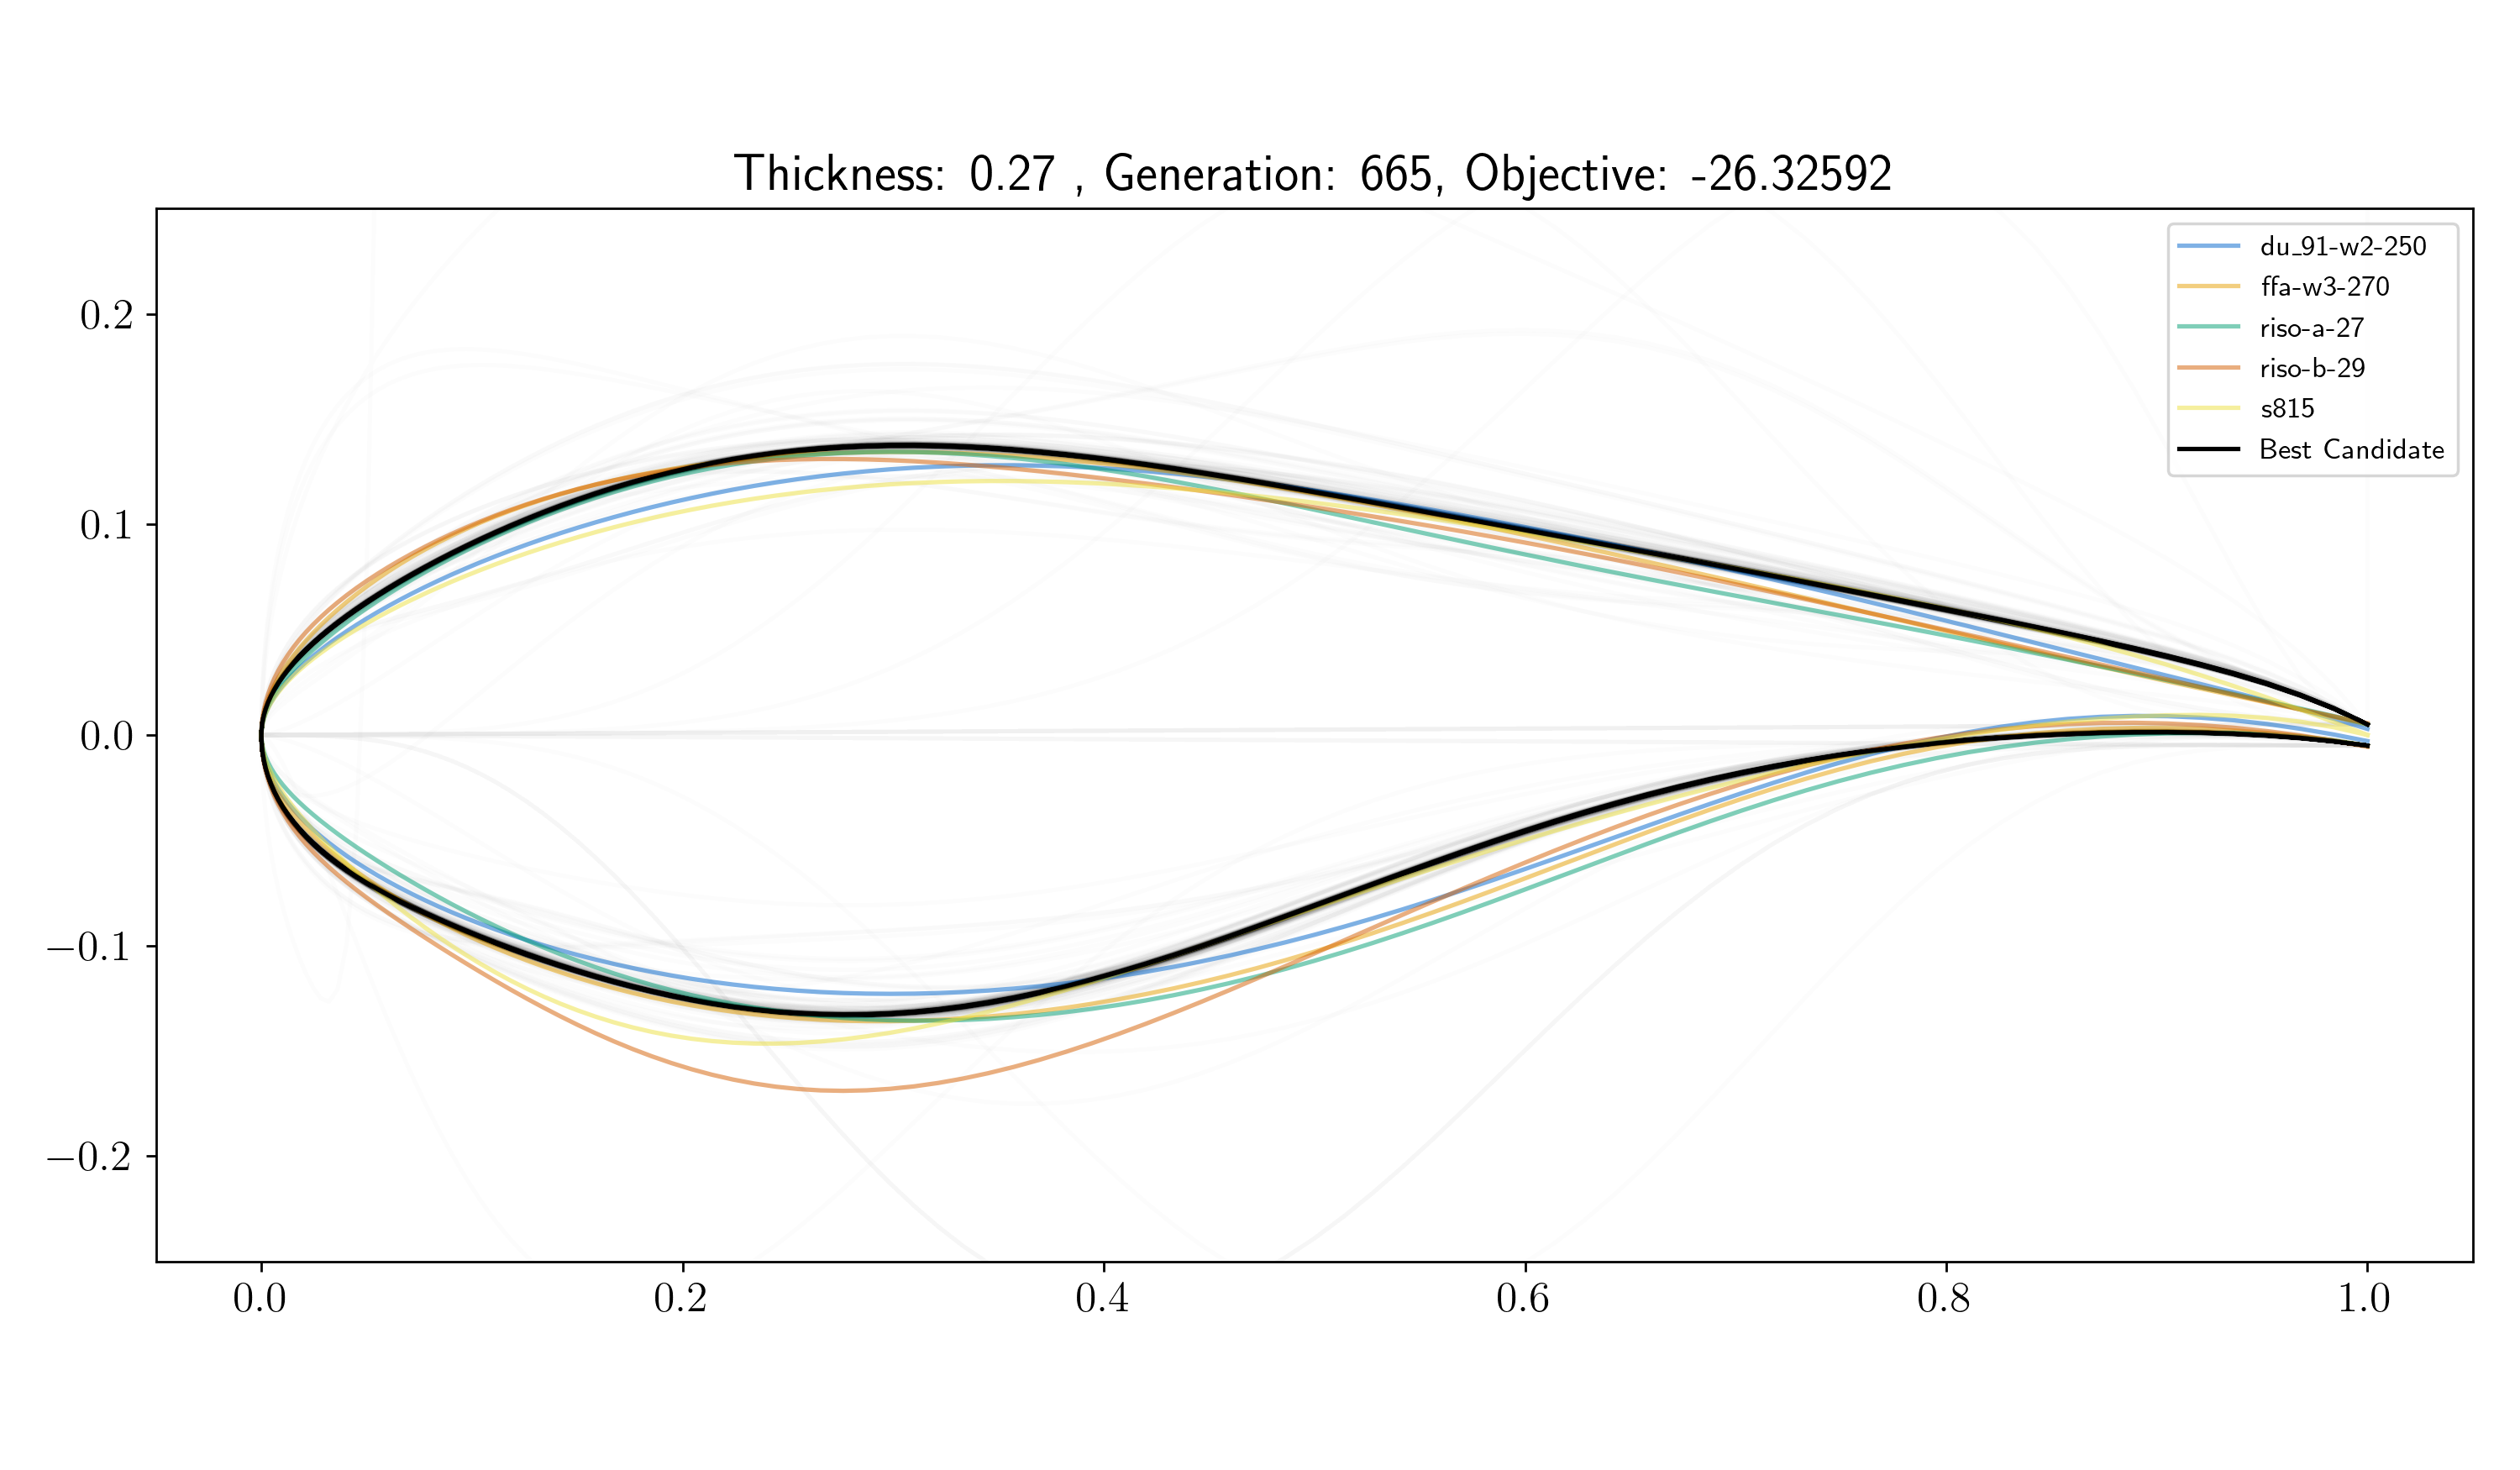 Thickness: 0.27 , Generation: 665, Objective: -26.32592
du_91-w2-250
ffa-w3-270
riso-a-27
riso-b-29
s815
Best Candidate
0.2
0.1
0.0
−0.1
−0.2
0.0 0.2 0.4 0.6 0.8 1.0